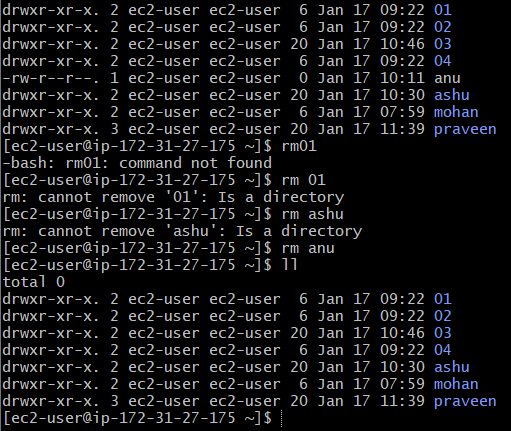 drwxr-xr-x. 2 ec2-user ec2-user  6 Jan 17 09:22 01
drwxr-xr-x. 2 ec2-user ec2-user  6 Jan 17 09:22 02
drwxr-xr-x. 2 ec2-user ec2-user 20 Jan 17 10:46 03
drwxr-xr-x. 2 ec2-user ec2-user  6 Jan 17 09:22 04
-rw-r--r--. 1 ec2-user ec2-user  0 Jan 17 10:11 anu
drwxr-xr-x. 2 ec2-user ec2-user 20 Jan 17 10:30 ashu
drwxr-xr-x. 2 ec2-user ec2-user  6 Jan 17 07:59 mohan
drwxr-xr-x. 3 ec2-user ec2-user 20 Jan 17 11:39 praveen
[ec2-user@ip-172-31-27-175 ~]$ rm01
-bash: rm01: command not found
[ec2-user@ip-172-31-27-175 ~]$ rm 01
rm: cannot remove '01': Is a directory
[ec2-user@ip-172-31-27-175 ~]$ rm ashu
rm: cannot remove 'ashu': Is a directory
[ec2-user@ip-172-31-27-175 ~]$ rm anu
[ec2-user@ip-172-31-27-175 ~]$ ll
total 0
drwxr-xr-x. 2 ec2-user ec2-user  6 Jan 17 09:22 01
drwxr-xr-x. 2 ec2-user ec2-user  6 Jan 17 09:22 02
drwxr-xr-x. 2 ec2-user ec2-user 20 Jan 17 10:46 03
drwxr-xr-x. 2 ec2-user ec2-user  6 Jan 17 09:22 04
drwxr-xr-x. 2 ec2-user ec2-user 20 Jan 17 10:30 ashu
drwxr-xr-x. 2 ec2-user ec2-user  6 Jan 17 07:59 mohan
drwxr-xr-x. 3 ec2-user ec2-user 20 Jan 17 11:39 praveen
[ec2-user@ip-172-31-27-175 ~]$